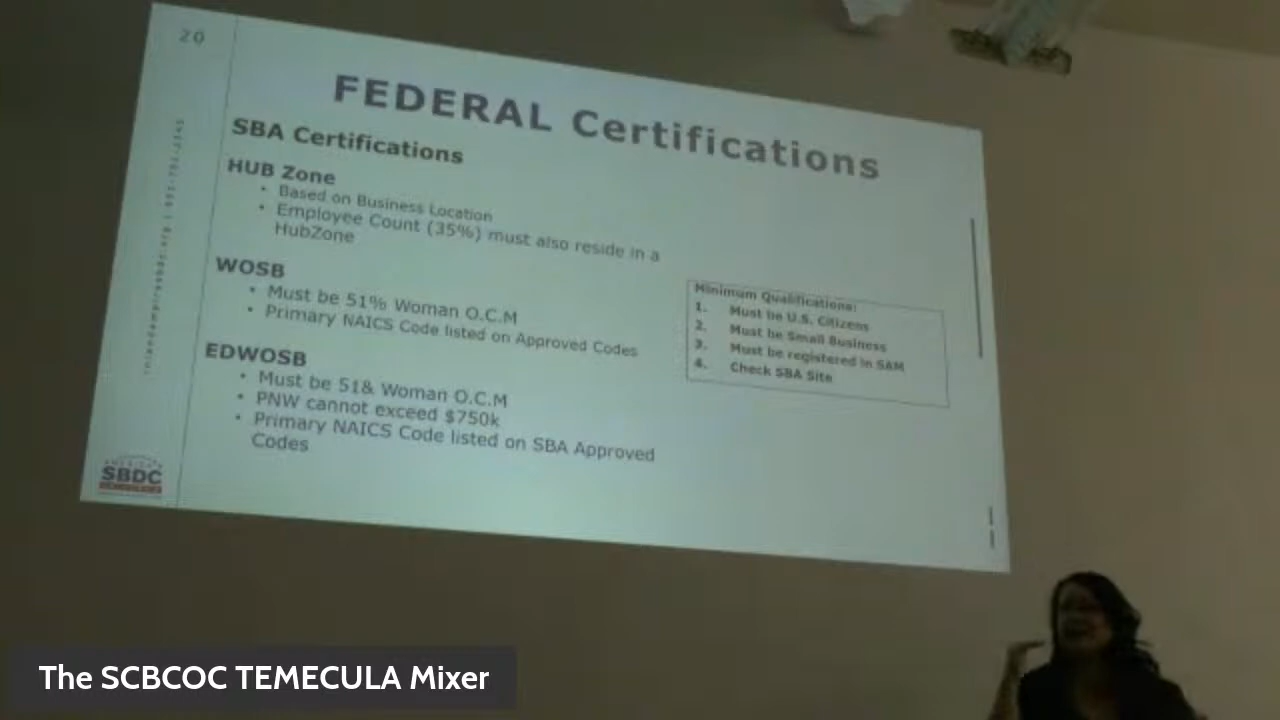 20
FEDERAL Certifications
SBA Certifications
HUB Zone
• Based on Business Location
• Employee Count (35%) must also reside in a
HubZone
WOSB
• Must be 51% Woman O.C.M
• Primary NAICS Code listed on Approved Codes
EDWOSB
• Must be 51& Woman O.C.M
• PNW cannot exceed $750k
• Primary NAICS Code listed on SBA Approved
Codes
Minimum Qualifications:
1. Must be U.S. Citizens
2. Must be Small Business
3. Must be registered in SAM
4. Check SBA Site
SBDC
The SCBCOC TEMECULA Mixer